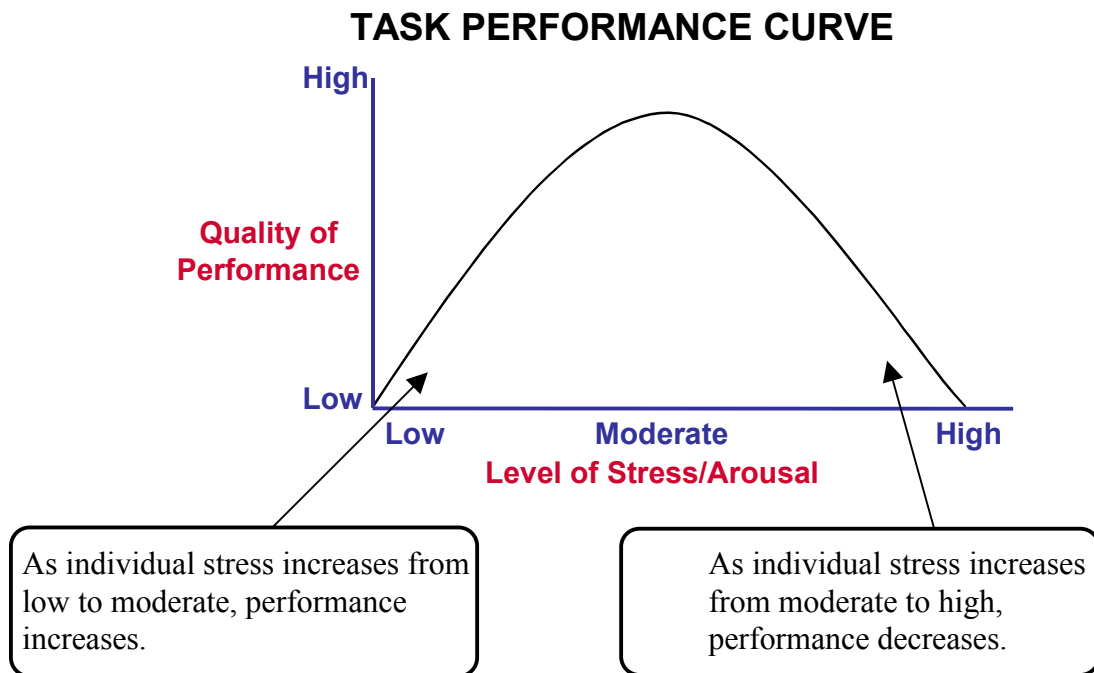 TASK PERFORMANCE CURVE
High
Quality of
Performance
Low
Low Moderate High
Level of Stress/Arousal
As individual stress increases from
low to moderate, performance
increases.
As individual stress increases
from moderate to high,
performance decreases.